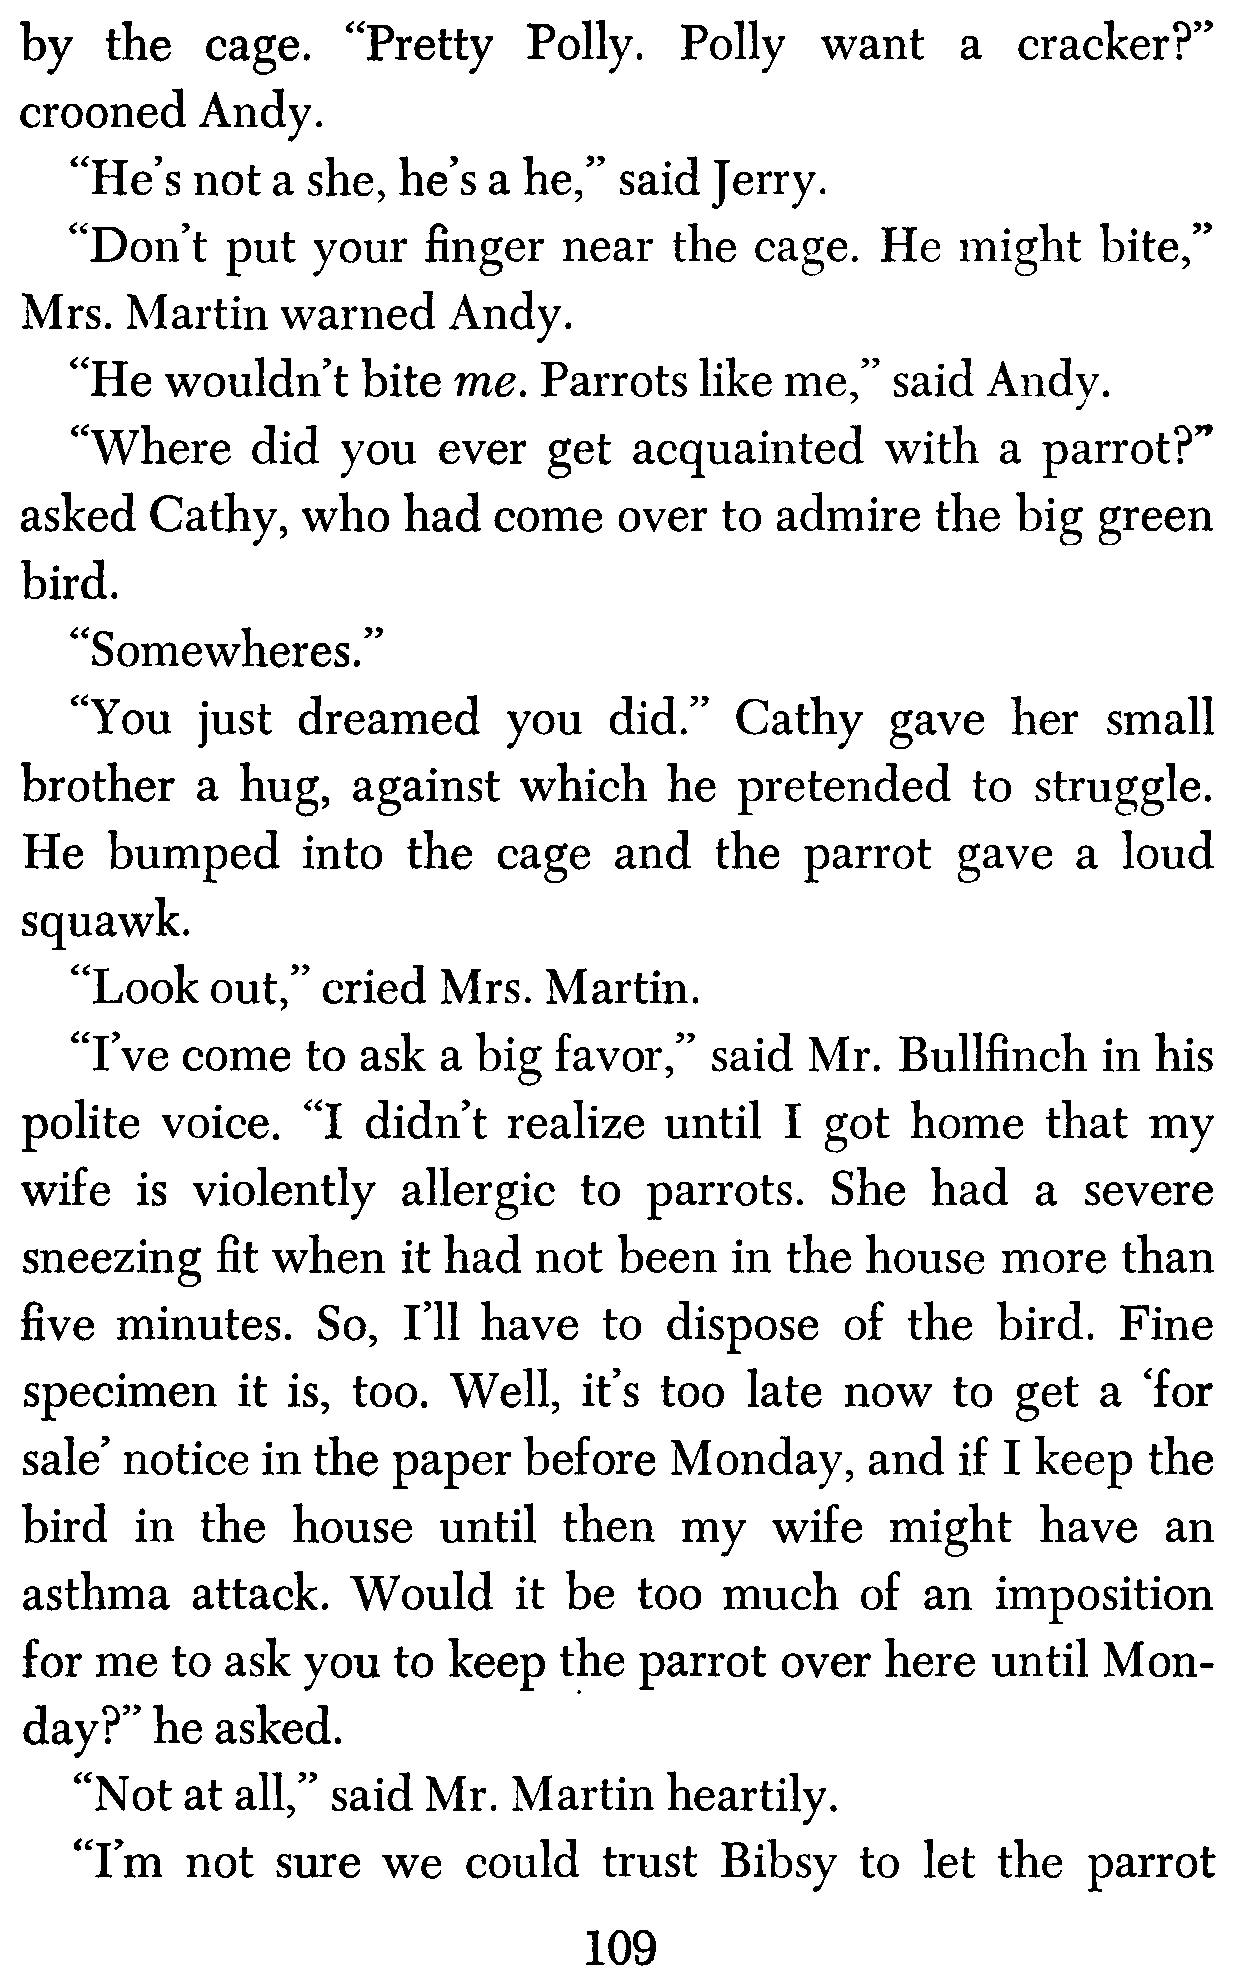 by the cage. “Pretty Polly. Polly want a cracker?”
crooned Andy.
“He’s not a she, he’s a he,” said Jerry.
“Don’t put your finger near the cage. He might bite,”
Mrs. Martin warned Andy.
“He wouldn’t bite me. Parrots like me,” said Andy.
“Where did you ever get acquainted with a parrot?”
asked Cathy, who had come over to admire the big green
bird.
“Somewheres.”
“You just dreamed you did.” Cathy gave her small
brother a hug, against which he pretended to struggle.
He bumped into the cage and the parrot gave a loud
squawk.
“Look out,” cried Mrs. Martin.
“I’ve come to ask a big favor,” said Mr. Bullfinch in his
polite voice. “I didn’t realize until I got home that my
wife is violently allergic to parrots. She had a severe
sneezing fit when it had not been in the house more than
five minutes. So, I’ll have to dispose of the bird. Fine
specimen it is, too. Well, it’s too late now to get a ‘for
sale’ notice in the paper before Monday, and if I keep the
bird in the house until then my wife might have an
asthma attack. Would it be too much of an imposition
for me to ask you to keep the parrot over here until Mon-
day?” he asked.
“Not at all,” said Mr. Martin heartily.
“I’m not sure we could trust Bibsy to let the parrot
109